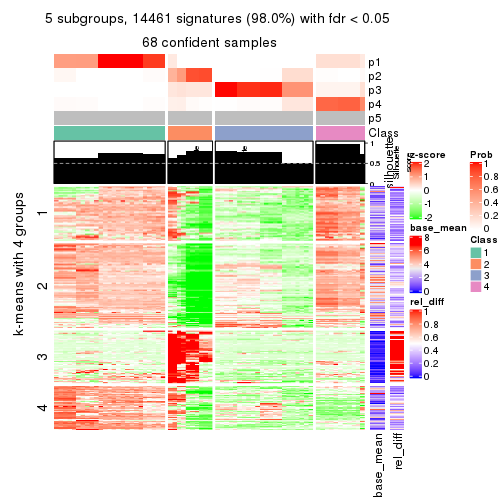 5 subgroups, 14461 signatures (98.0%) with fdr < 0.05
68 confident samples
p1
p2
p3
p4
p5
Class
1
0.5
0
silhouettes
k-means with 4 groups
1
2
3
4
base_mean
rel_diff
z-score
2
1
0
-1
-2
base_mean
8
6
4
2
0
rel_diff
1
0.8
0.6
0.4
0.2
0
Prob
1
0.8
0.6
0.4
0.2
0
Class
1
2
3
4